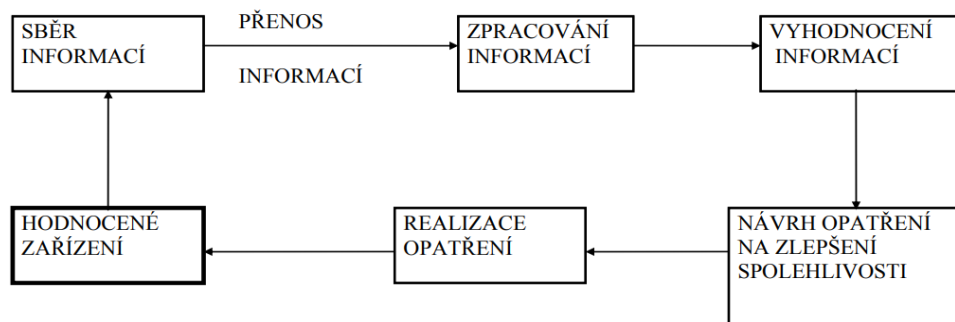 SBĚR
INFORMACÍ
PŘENOS
INFORMACÍ
ZPRACOVÁNÍ
INFORMACÍ
VYHODNOCENÍ
INFORMACÍ
HODNOCENÉ
ZAŘÍZENÍ
REALIZACE
OPATŘENÍ
NÁVRH OPATŘENÍ
NA ZLEPŠENÍ
SPOLEHLIVOSTI